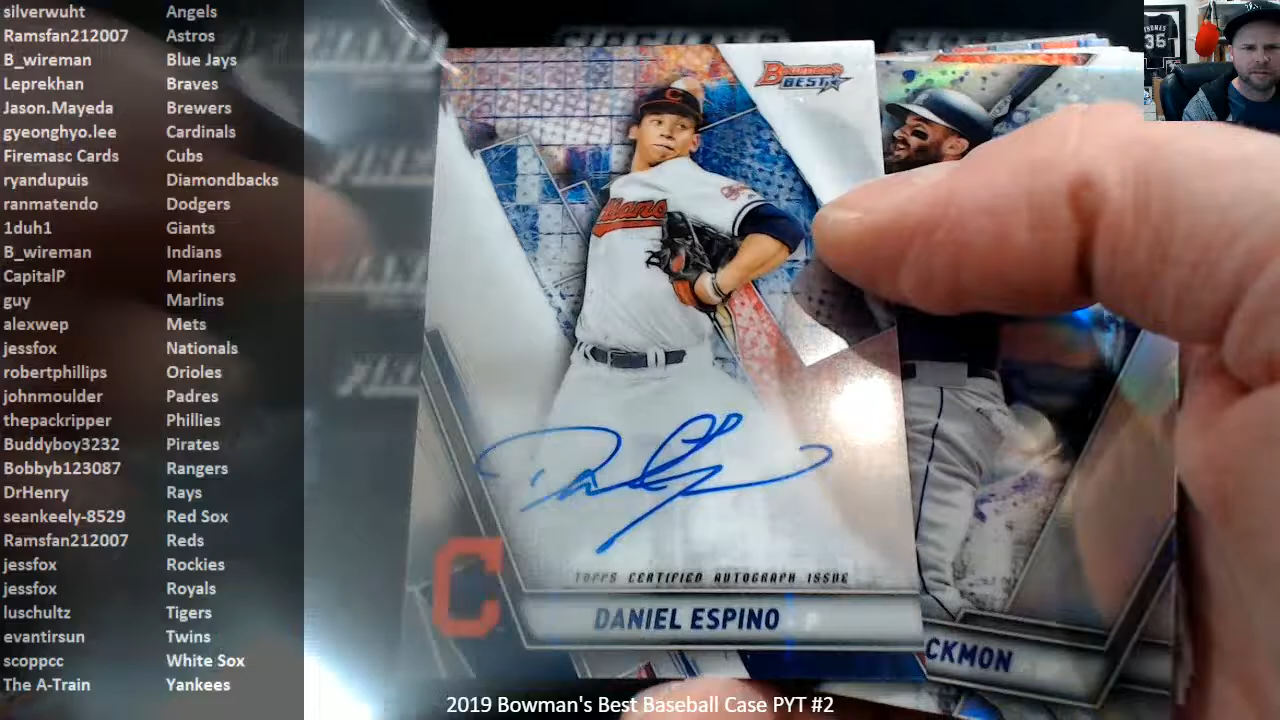 silverwuht Angels
Ramsfan212007 Astros
B_wireman Blue Jays
Leprekhan Braves
Jason.Mayeda Brewers
gyeonghyo.lee Cardinals
Firemasc Cards Cubs
ryandupuis Diamondbacks
ranmatendo Dodgers
1duh1 Giants
B_wireman Indians
CapitalP Mariners
guy Marlins
alexwep Mets
jessfox Nationals
robertphillips Orioles
johnmoulder Padres
thepackripper Phillies
Buddyboy3232 Pirates
Bobbyb123087 Rangers
DrHenry Rays
seankeely-8529 Red Sox
Ramsfan212007 Reds
jessfox Rockies
jessfox Royals
luschultz Tigers
evantirsun Twins
scoppcc White Sox
The A-Train Yankees
BOWMAN'S
BEST
C
TOPPS CERTIFIED AUTOGRAPH ISSUE
C
DANIEL ESPINO
CKMON
35
2019 Bowman's Best Baseball Case PYT #2